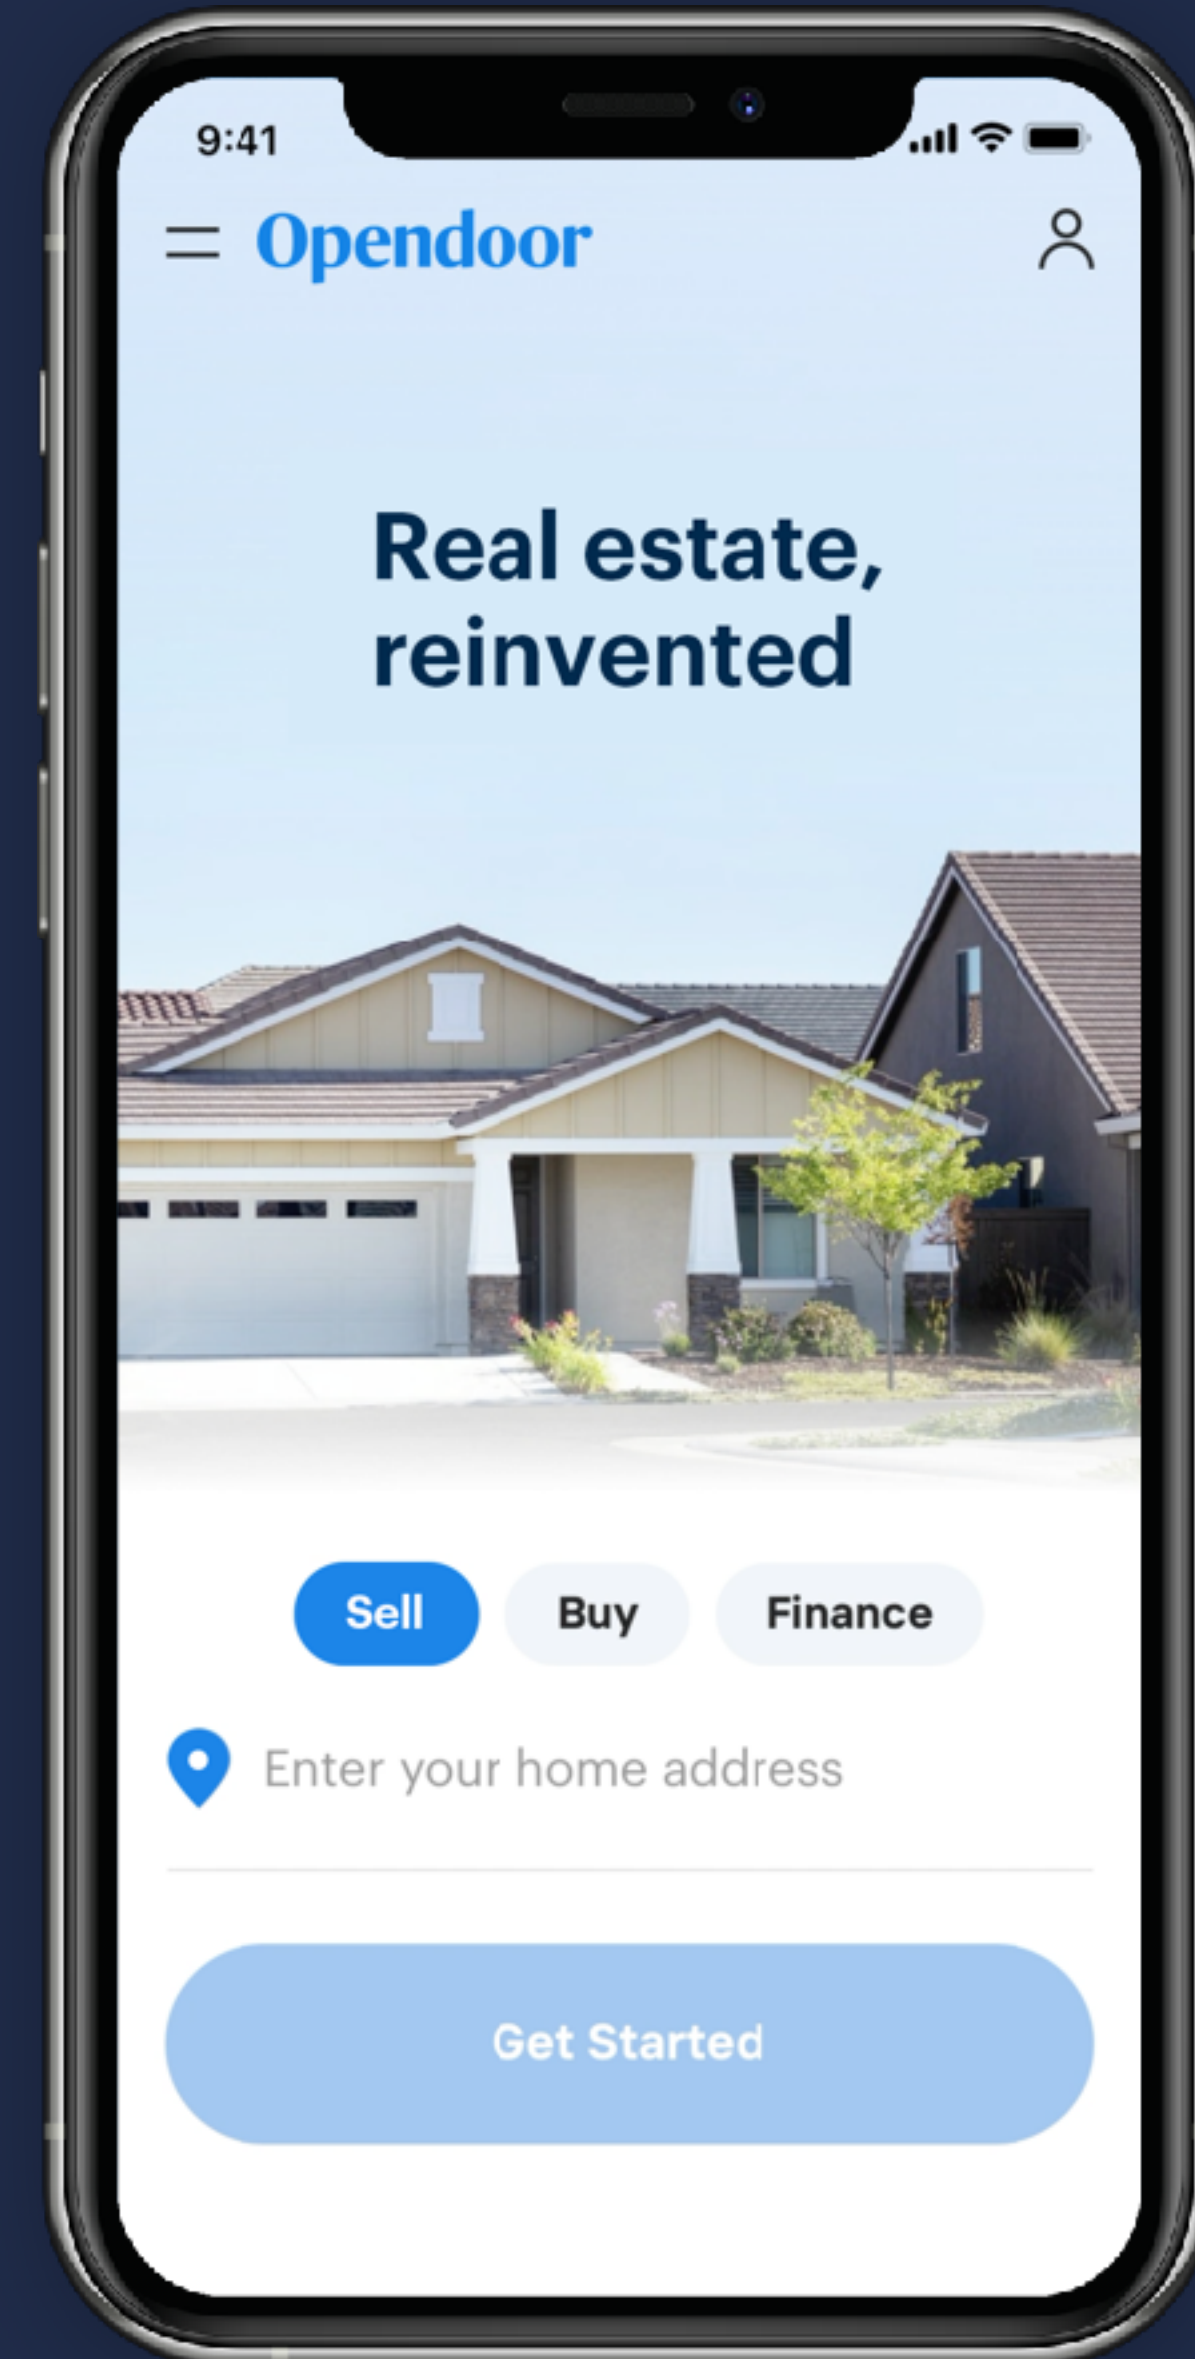 9:41
Opendoor
Real estate,
reinvented
Sell Buy Finance
Enter your home address
Get Started